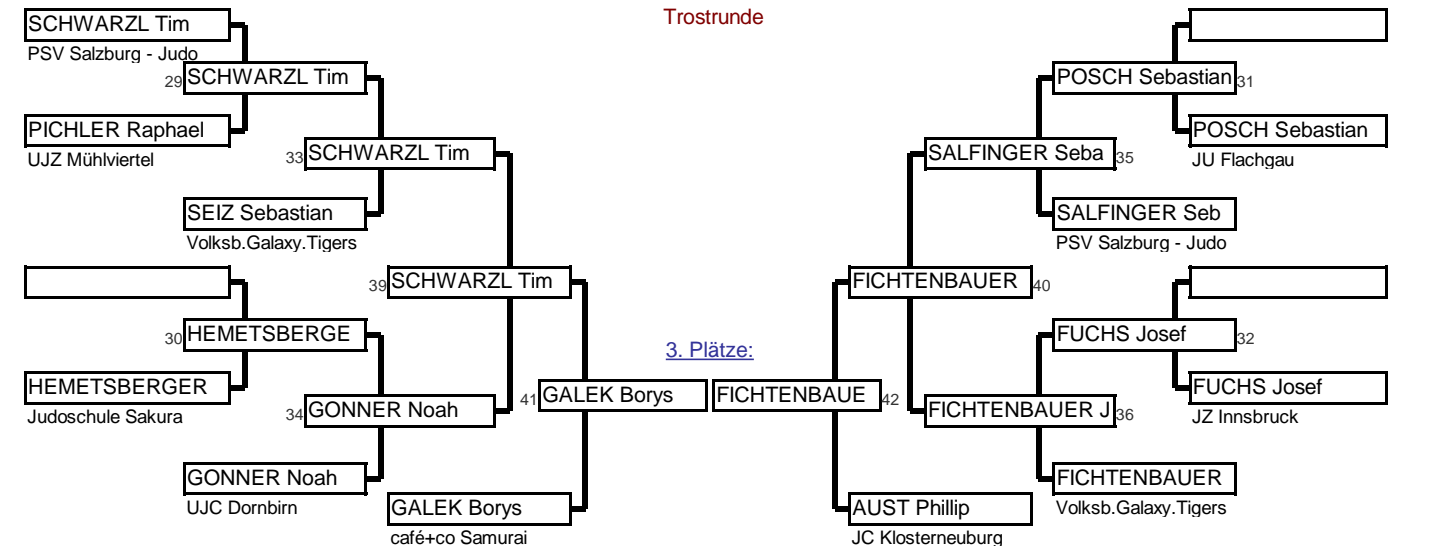 SCHWARZL Tim
Trostrunde
PSV Salzburg - Judo
29 SCHWARZL Tim
POSCH Sebastian 31
PICHLER Raphael
POSCH Sebastian
UJZ Mühlviertel
33 SCHWARZL Tim
SALFINGER Seba 35
JU Flachgau
SEIZ Sebastian
SALFINGER Seb
Volksb.Galaxy.Tigers
PSV Salzburg - Judo
39 SCHWARZL Tim
FICHTENBAUER 40
30 HEMETSBERGE
FUCHS Josef 32
3. Plätze:
HEMETSBERGER
41 GALEK Borys
FICHTENBAUE 42
FUCHS Josef
Judoschule Sakura
34 GONNER Noah
FICHTENBAUER J 36
JZ Innsbruck
GONNER Noah
FICHTENBAUER
UJC Dornbirn
GALEK Borys
AUST Phillip
Volksb.Galaxy.Tigers
café+co Samurai
JC Klosterneuburg